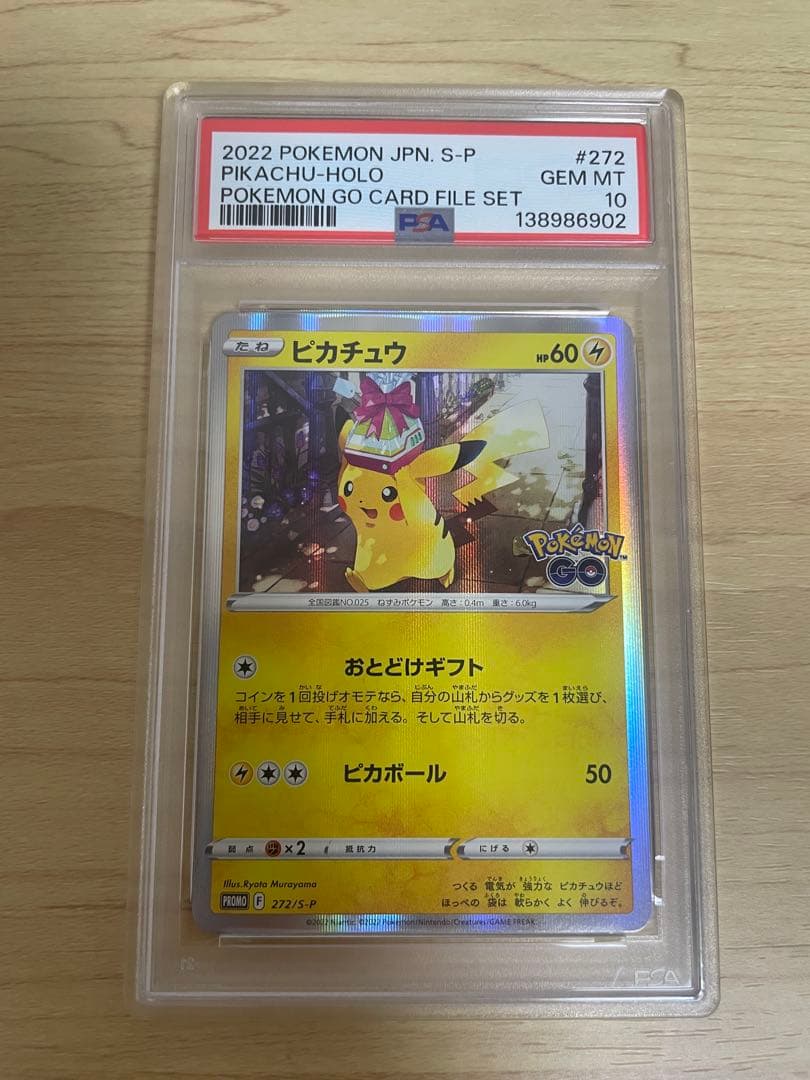 2022 POKEMON JPN. S-P #272
PIKACHU-HOLO GEM MT
POKEMON GO CARD FILE SET 10
PSA 138986902
たね ピカチュウ HP60
POKÉMON™
GO
全国図鑑NO.025 ねずみポケモン 高さ:0.4m 重さ:6.0kg
おとどけギフト
コインを1回投げオモテなら、自分の山札からグッズを1枚選び、
相手に見せて、手札に加える。そして山札を切る。
ピカボール 50
弱点 ×2 抵抗力 にげる
Illus.Ryota Murayama
つくる 電気が 強力な ピカチュウほど
ほっぺの 袋は 軟らかく よく 伸びるぞ。
PROMO F 272/S-P
©2022 Niantic. ©2022 Pokémon/Nintendo/Creatures/GAME FREAK.
PSA